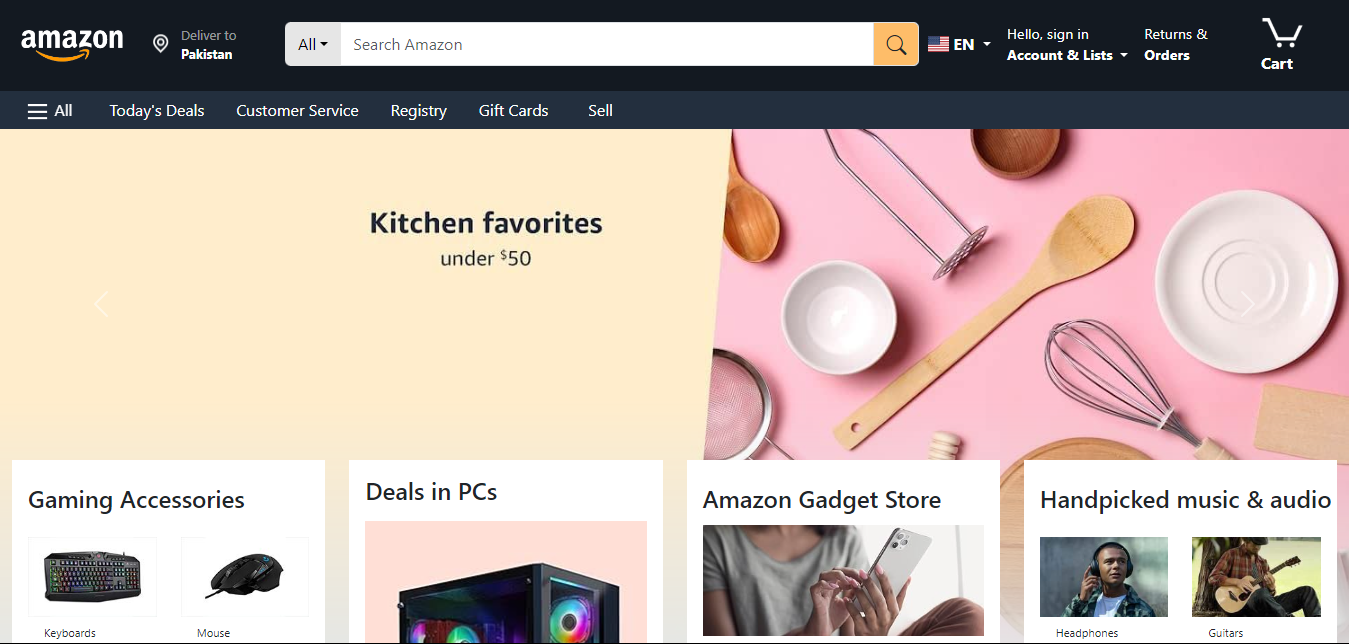 amazon
Deliver to
Pakistan
All
Search Amazon
EN
Hello, sign in
Account & Lists
Returns &
Orders
Cart
All
Today's Deals
Customer Service
Registry
Gift Cards
Sell
Kitchen favorites
under $50
Gaming Accessories
Deals in PCs
Amazon Gadget Store
Handpicked music & audio
Keyboards
Mouse
Headphones
Guitars